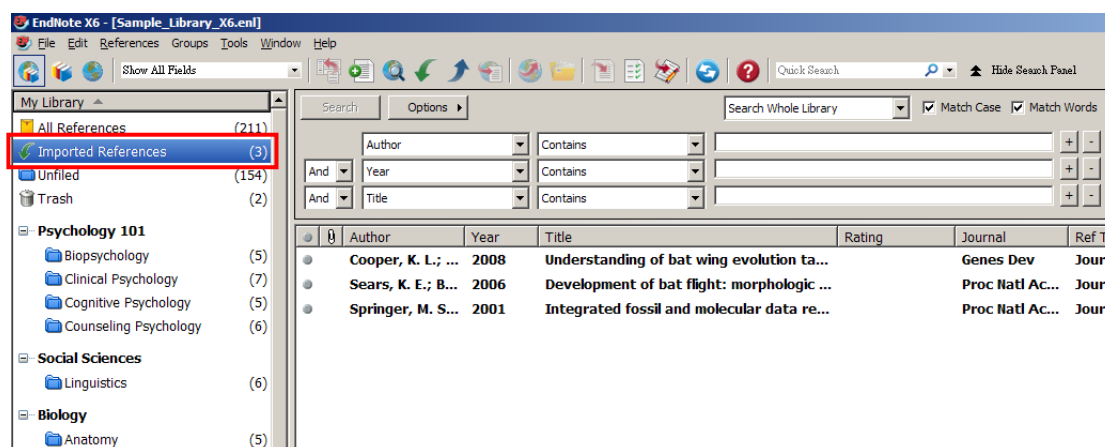 EndNote X6 - [Sample_Library_X6.enl]
File Edit References Groups Tools Window Help
Show All Fields Quick Search Hide Search Panel
My Library
All References (211)
Imported References (3)
Unfiled (154)
Trash (2)
Psychology 101
Biopsychology (5)
Clinical Psychology (7)
Cognitive Psychology (5)
Counseling Psychology (6)
Social Sciences
Linguistics (6)
Biology
Anatomy (5)
Search Options Search Whole Library Match Case Match Words
Author Contains + -
And Year Contains + -
And Title Contains + -
Author Year Title Rating Journal Ref T
Cooper, K. L.; ... 2008 Understanding of bat wing evolution ta... Genes Dev Jour
Sears, K. E.; B... 2006 Development of bat flight: morphologic ... Proc Natl Ac... Jour
Springer, M. S... 2001 Integrated fossil and molecular data re... Proc Natl Ac... Jour